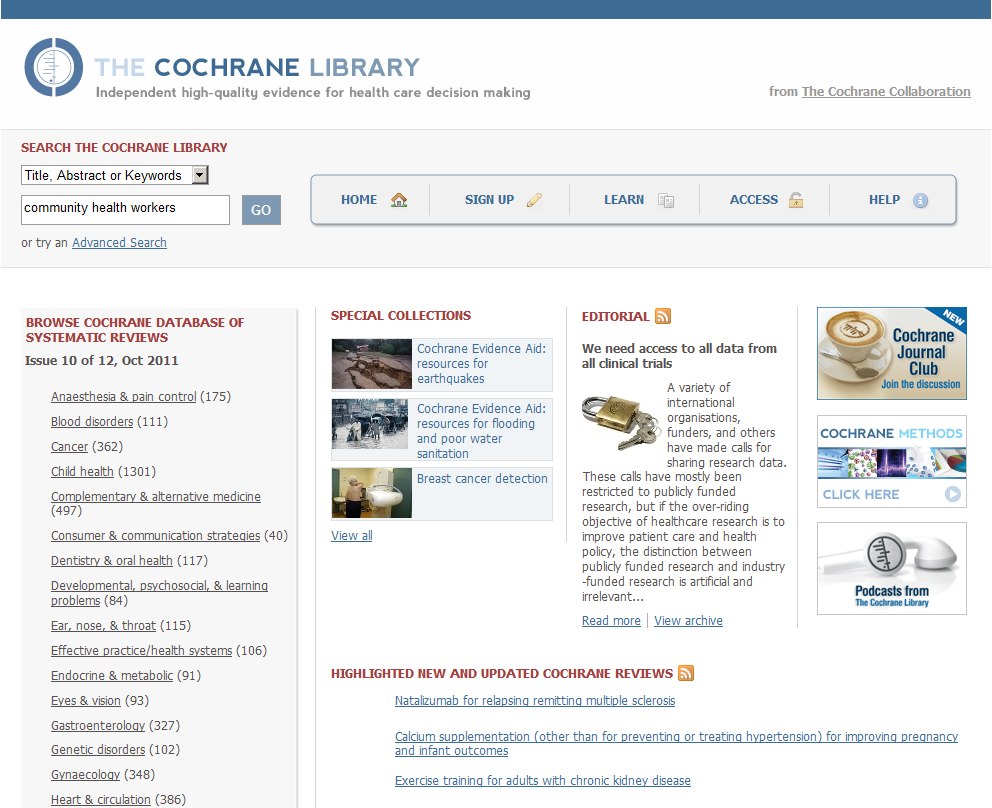 THE COCHRANE LIBRARY
Independent high-quality evidence for health care decision making
from The Cochrane Collaboration
SEARCH THE COCHRANE LIBRARY
Title, Abstract or Keywords
community health workers
GO
or try an Advanced Search
HOME
SIGN UP
LEARN
ACCESS
HELP
BROWSE COCHRANE DATABASE OF
SYSTEMATIC REVIEWS
Issue 10 of 12, Oct 2011
Anaesthesia & pain control (175)
Blood disorders (111)
Cancer (362)
Child health (1301)
Complementary & alternative medicine
(497)
Consumer & communication strategies (40)
Dentistry & oral health (117)
Developmental, psychosocial, & learning
problems (84)
Ear, nose, & throat (115)
Effective practice/health systems (106)
Endocrine & metabolic (91)
Eyes & vision (93)
Gastroenterology (327)
Genetic disorders (102)
Gynaecology (348)
Heart & circulation (386)
SPECIAL COLLECTIONS
Cochrane Evidence Aid:
resources for
earthquakes
Cochrane Evidence Aid:
resources for flooding
and poor water
sanitation
Breast cancer detection
View all
EDITORIAL
We need access to all data from
all clinical trials
A variety of
international
organisations,
funders, and others
have made calls for
sharing research data.
These calls have mostly been
restricted to publicly funded
research, but if the over-riding
objective of healthcare research is to
improve patient care and health
policy, the distinction between
publicly funded research and industry
-funded research is artificial and
irrelevant...
Read more | View archive
NEW
Cochrane
Journal
Club
Join the discussion
COCHRANE METHODS
CLICK HERE
Podcasts from
The Cochrane Library
HIGHLIGHTED NEW AND UPDATED COCHRANE REVIEWS
Natalizumab for relapsing remitting multiple sclerosis
Calcium supplementation (other than for preventing or treating hypertension) for improving pregnancy
and infant outcomes
Exercise training for adults with chronic kidney disease